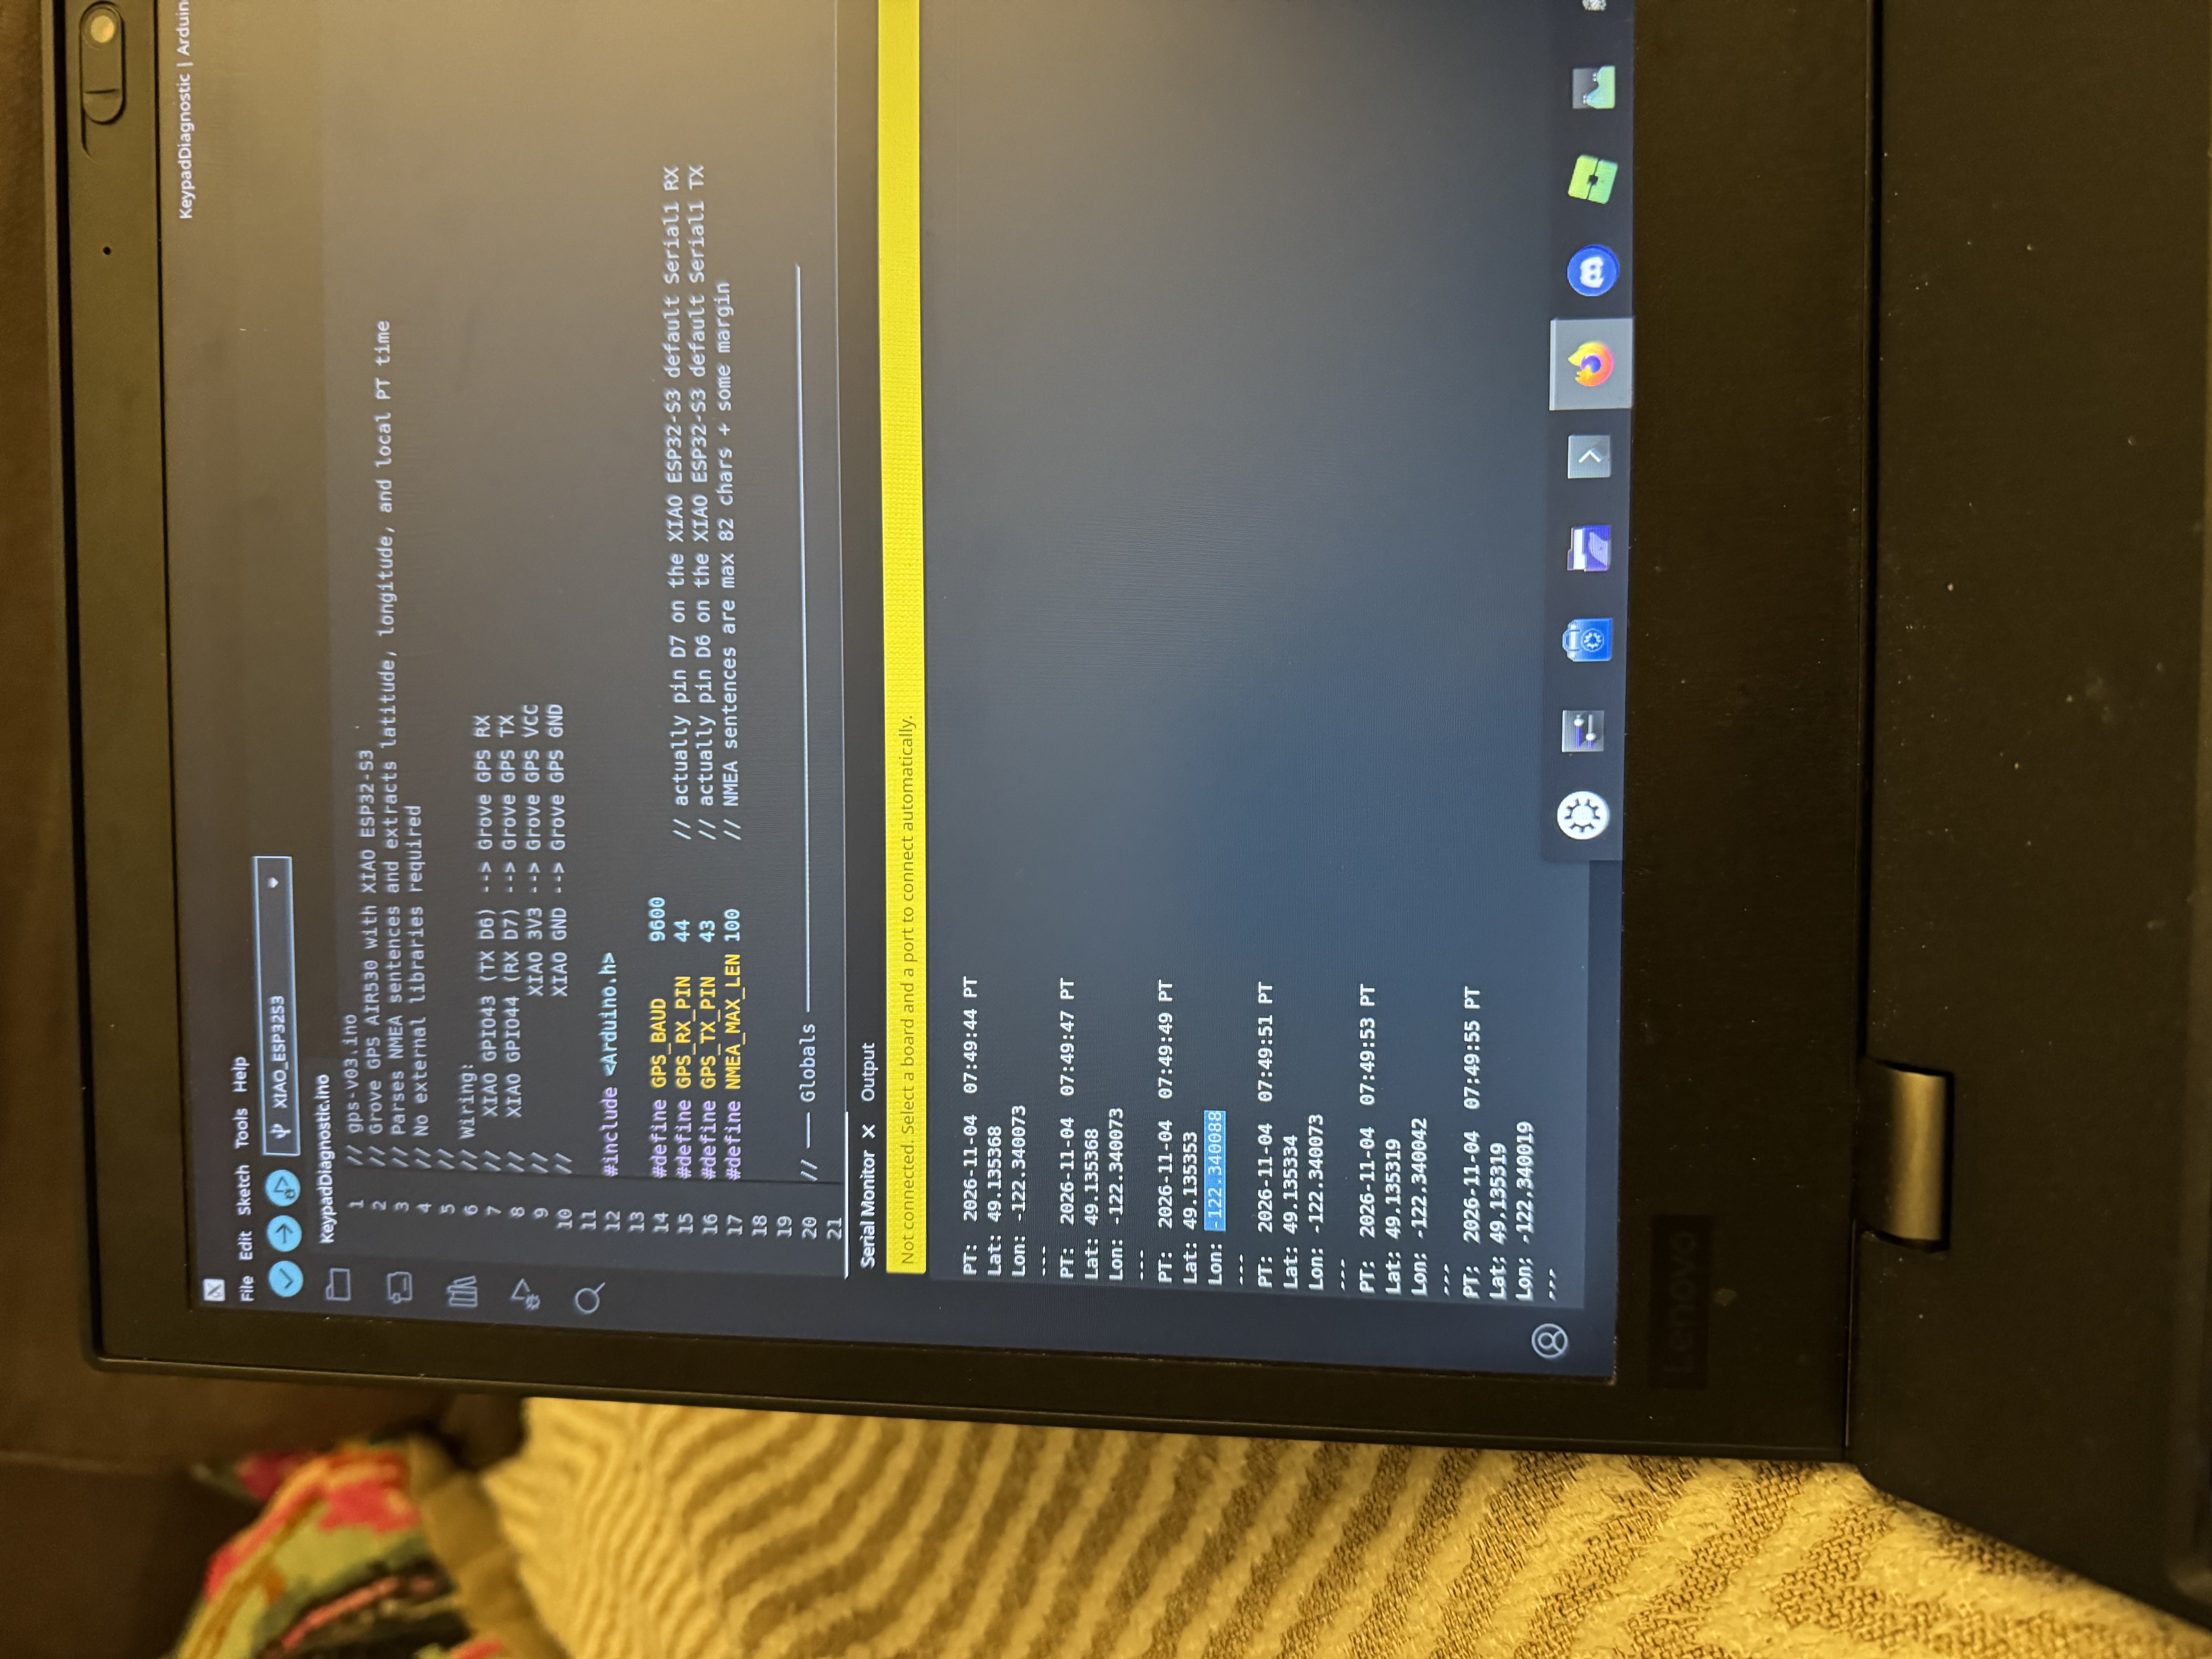 KeypadDiagnostic | Arduin
File Edit Sketch Tools Help
XIAO_ESP32S3
KeypadDiagnostic.ino
1 // gps-v03.ino
2 // Grove GPS AIR530 with XIAO ESP32-S3
3 // Parses NMEA sentences and extracts latitude, longitude, and local PT time
4 // No external libraries required
5 //
6 // Wiring:
7 // XIAO GPIO43 (TX D6) --> Grove GPS RX
8 // XIAO GPIO44 (RX D7) --> Grove GPS TX
9 // XIAO 3V3 --> Grove GPS VCC
10 // XIAO GND --> Grove GPS GND
11
12 #include <Arduino.h>
13
14 #define GPS_BAUD 9600
15 #define GPS_RX_PIN 44 // actually pin D7 on the XIAO ESP32-S3 default Serial1 RX
16 #define GPS_TX_PIN 43 // actually pin D6 on the XIAO ESP32-S3 default Serial1 TX
17 #define NMEA_MAX_LEN 100 // NMEA sentences are max 82 chars + some margin
18
19
20 // —— Globals ——————————
21
Serial Monitor × Output
Not connected. Select a board and a port to connect automatically.
PT: 2026-11-04 07:49:44 PT
Lat: 49.135368
Lon: -122.340073
---
PT: 2026-11-04 07:49:47 PT
Lat: 49.135368
Lon: -122.340073
---
PT: 2026-11-04 07:49:49 PT
Lat: 49.135353
Lon: -122.340088
---
PT: 2026-11-04 07:49:51 PT
Lat: 49.135334
Lon: -122.340073
---
PT: 2026-11-04 07:49:53 PT
Lat: 49.135319
Lon: -122.340042
---
PT: 2026-11-04 07:49:55 PT
Lat: 49.135319
Lon: -122.340019
---
Lenovo